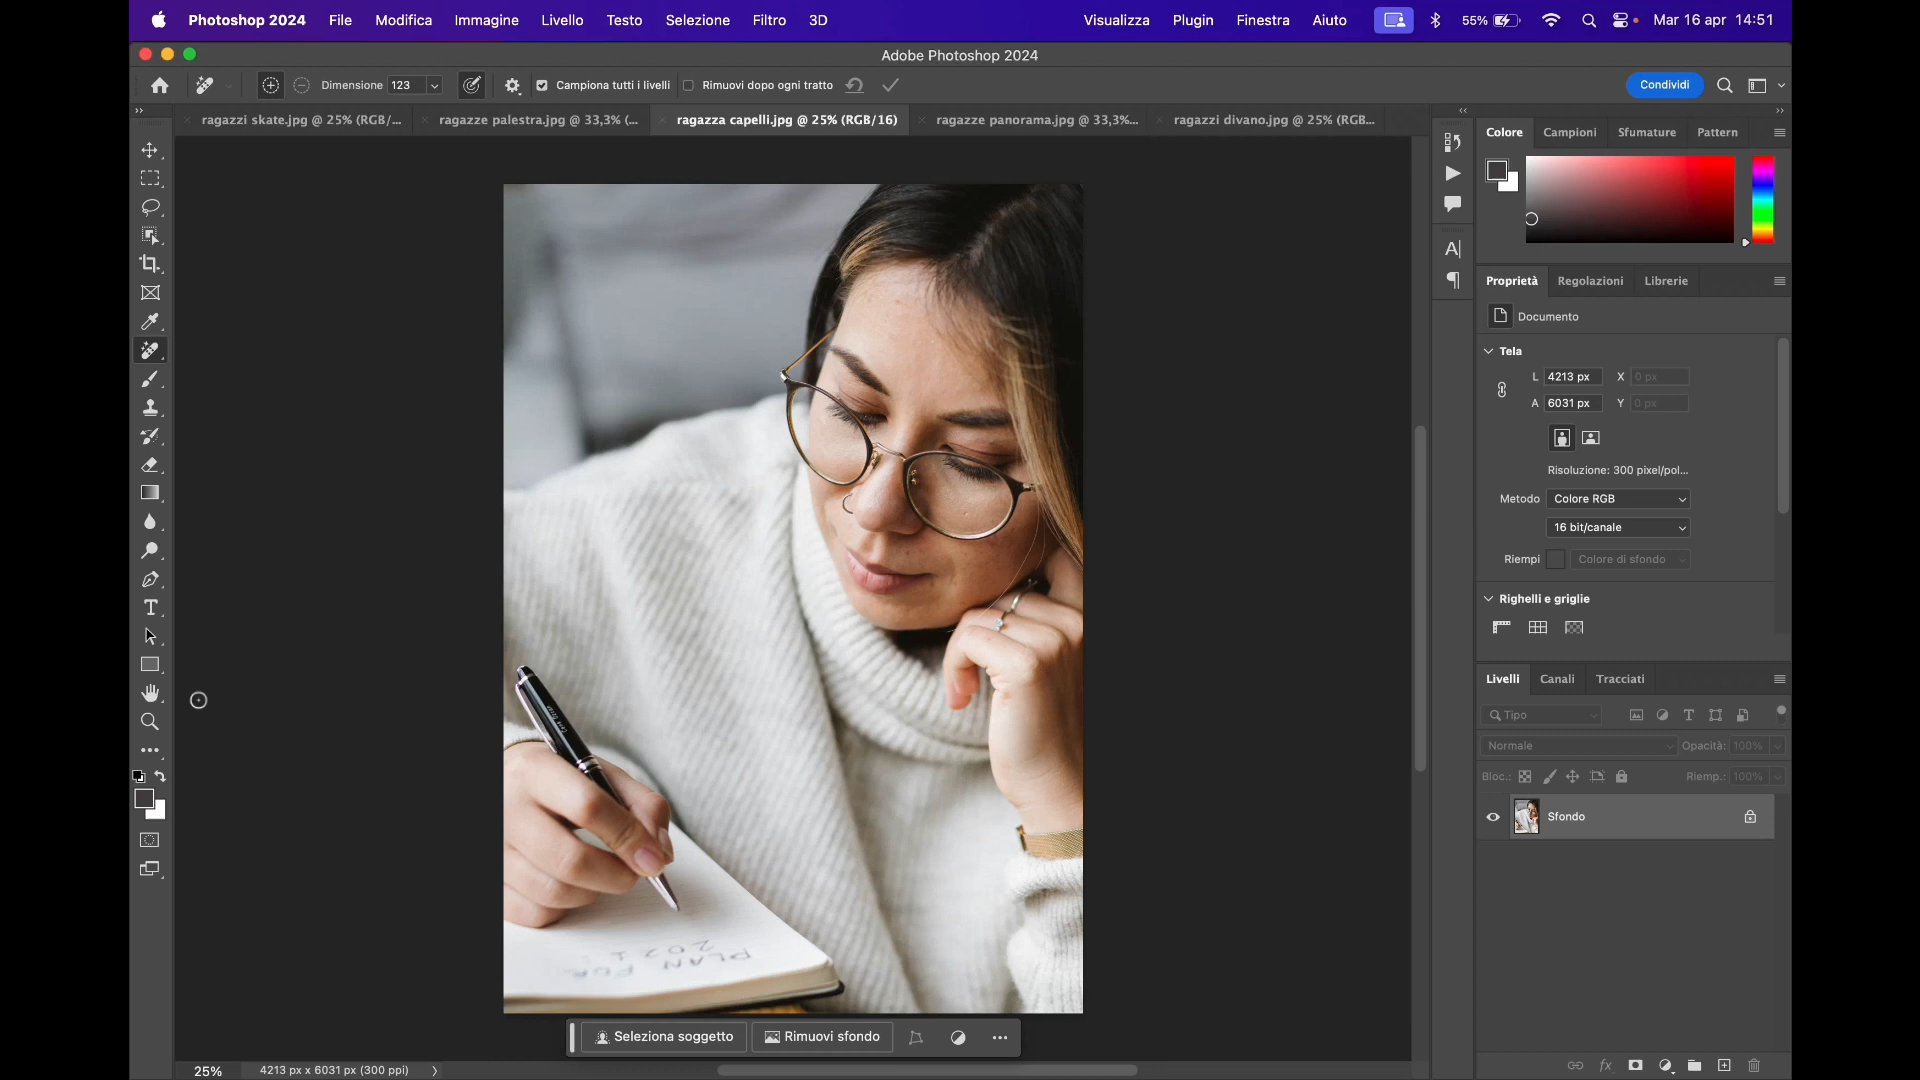 Photoshop 2024 File Modifica Immagine Livello Testo Selezione Filtro 3D Visualizza Plugin Finestra Aiuto 55% Mar 16 apr 14:51
Adobe Photoshop 2024
Dimensione 123 Campiona tutti i livelli Rimuovi dopo ogni tratto Condividi
ragazzi skate.jpg @ 25% (RGB/... ragazze palestra.jpg @ 33,3% (... ragazza capelli.jpg @ 25% (RGB/16) ragazze panorama.jpg @ 33,3%... ragazzi divano.jpg @ 25% (RGB...
Colore Campioni Sfumature Pattern
Proprietà Regolazioni Librerie
Documento
Tela
L 4213 px X 0 px
A 6031 px Y 0 px
Risoluzione: 300 pixel/pol...
Metodo Colore RGB
16 bit/canale
Riempi Colore di sfondo
Righelli e griglie
Livelli Canali Tracciati
Tipo
Normale Opacità: 100%
Bloc.: Riemp.: 100%
Sfondo
PLAN FOR
2021
Seleziona soggetto Rimuovi sfondo
25% 4213 px x 6031 px (300 ppi)